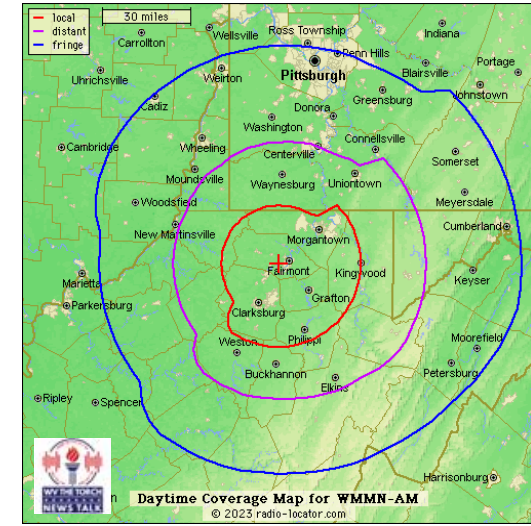 local
distant
fringe
30 miles
Wellsville
Ross Township
Indiana
Carrollton
Penn Hills
Weirton
Pittsburgh
Blairsville
Portage
Uhrichsville
Cadiz
Donora
Greensburg
Johnstown
Washington
Wheeling
Connellsville
Cambridge
Centerville
Somerset
Moundsville
Waynesburg
Uniontown
Woodsfield
Meyersdale
New Martinsville
Morgantown
Cumberland
Marietta
Fairmont
Kingwood
Keyser
Grafton
Parkersburg
Clarksburg
Weston
Philippi
Moorefield
Buckhannon
Petersburg
Elkins
Ripley
Spencer
WV THE TORCH
NEWS TALK
Harrisonburg
Daytime Coverage Map for WMMN-AM
© 2023 radio-locator.com